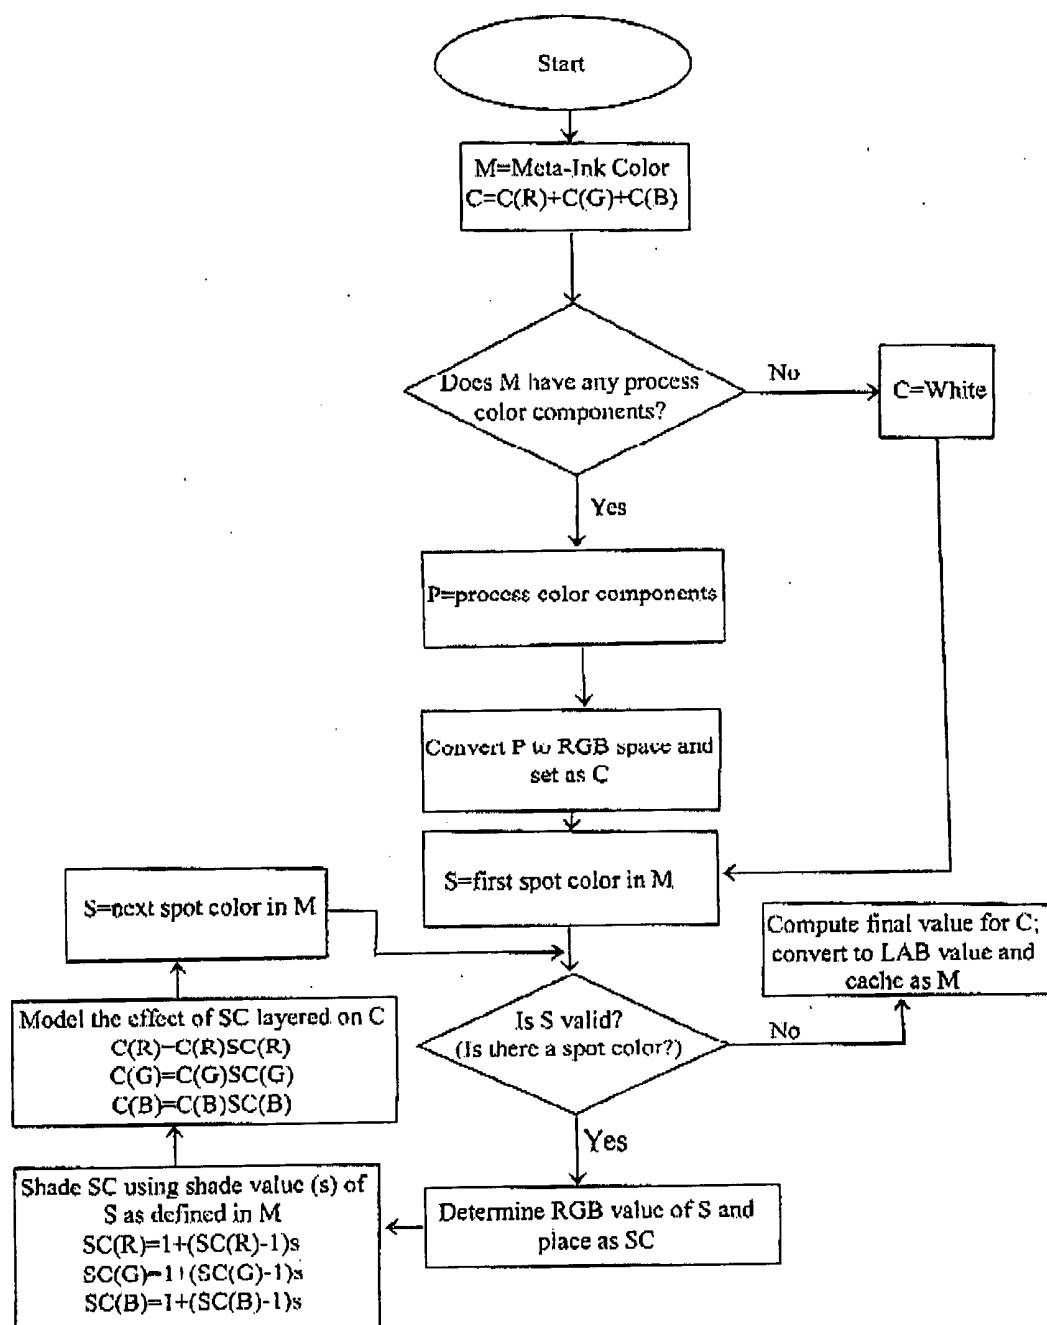 Start
M=Meta-Ink Color
C=C(R)+C(G)+C(B)
Does M have any process
color components?
No
C=White
Yes
P=process color components
Convert P to RGB space and
set as C
S=first spot color in M
S=next spot color in M
Compute final value for C;
convert to LAB value and
cache as M
Is S valid?
(Is there a spot color?)
No
Yes
Determine RGB value of S and
place as SC
Shade SC using shade value (s) of
S as defined in M
SC(R)=1+(SC(R)-1)s
SC(G)=1+(SC(G)-1)s
SC(B)=1+(SC(B)-1)s
Model the effect of SC layered on C
C(R)=C(R)SC(R)
C(G)=C(G)SC(G)
C(B)=C(B)SC(B)